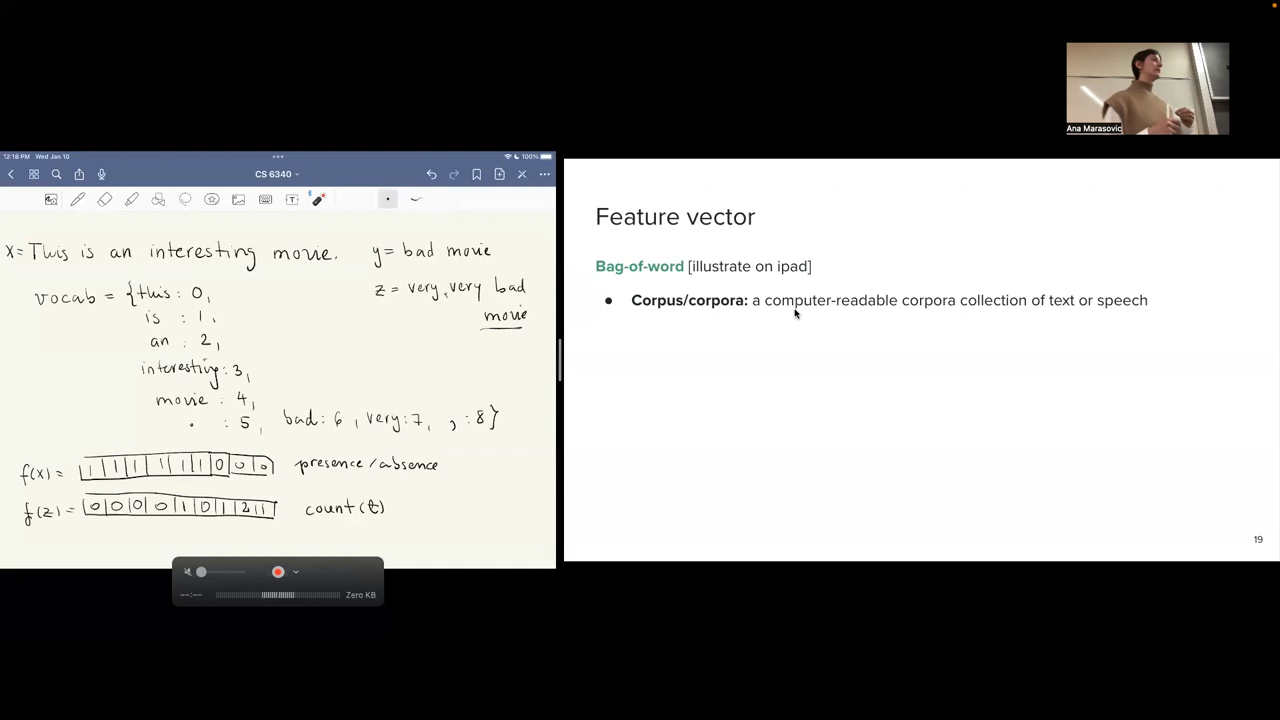 Ana Marasovic
12:18 PM Wed Jan 10
100%
CS 6340
x= This is an interesting movie. y= bad movie
vocab = {this: 0, z = very, very bad
is : 1, movie
an : 2,
interesting: 3,
movie : 4,
. : 5, bad: 6, very: 7, , : 8}
f(x) = 1 1 1 1 1 1 0 0 0 presence/absence
f(z) = 0 0 0 0 1 0 1 2 1 count(t)
--:-- Zero KB
Feature vector
Bag-of-word [illustrate on ipad]
● Corpus/corpora: a computer-readable corpora collection of text or speech
19